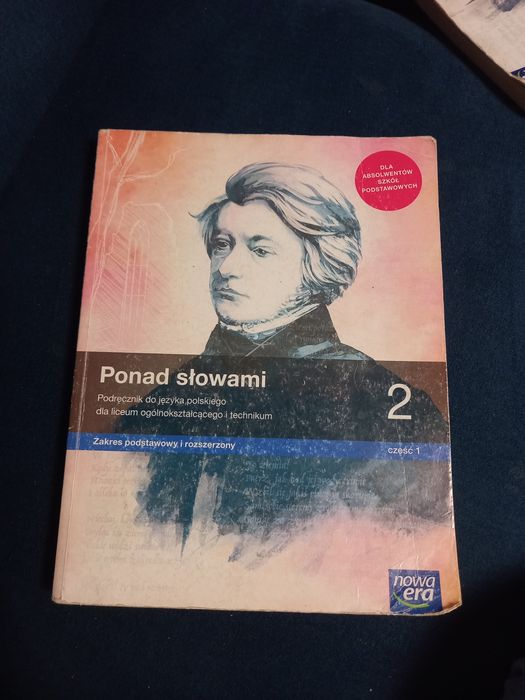 DLA
ABSOLWENTÓW
SZKÓŁ
PODSTAWOWYCH
Ponad słowami
Podręcznik do języka polskiego
dla liceum ogólnokształcącego i technikum
2
Zakres podstawowy i rozszerzony
część 1
nowa
era